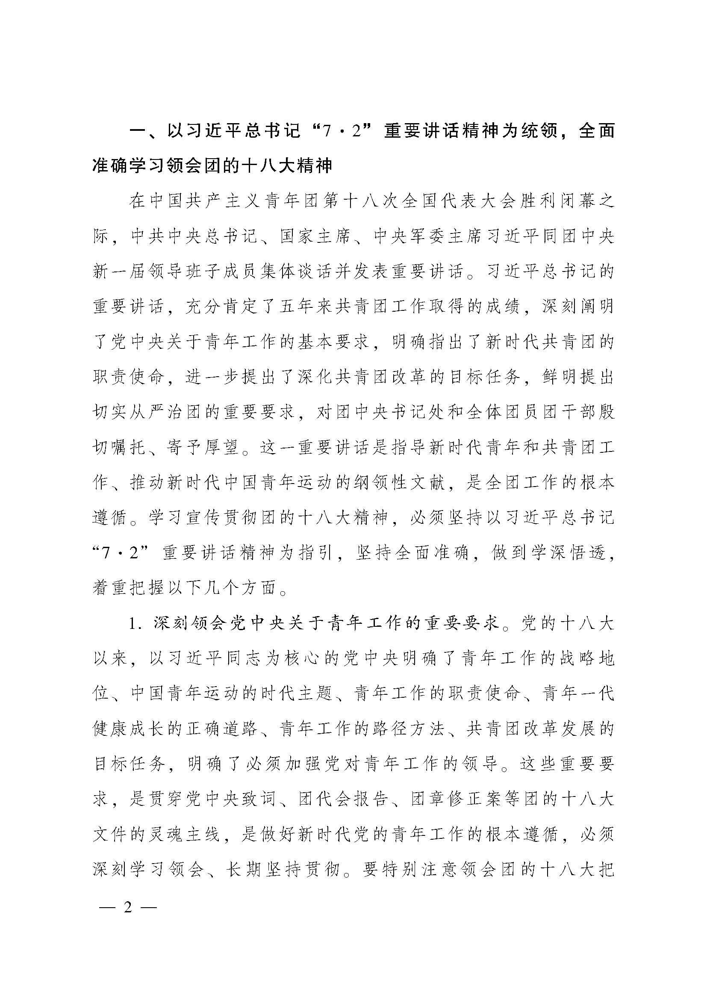 一、以习近平总书记“7·2”重要讲话精神为统领，全面
准确学习领会团的十八大精神
在中国共产主义青年团第十八次全国代表大会胜利闭幕之
际，中共中央总书记、国家主席、中央军委主席习近平同团中央
新一届领导班子成员集体谈话并发表重要讲话。习近平总书记的
重要讲话，充分肯定了五年来共青团工作取得的成绩，深刻阐明
了党中央关于青年工作的基本要求，明确指出了新时代共青团的
职责使命，进一步提出了深化共青团改革的目标任务，鲜明提出
切实从严治团的重要要求，对团中央书记处和全体团员团干部殷
切嘱托、寄予厚望。这一重要讲话是指导新时代青年和共青团工
作、推动新时代中国青年运动的纲领性文献，是全团工作的根本
遵循。学习宣传贯彻团的十八大精神，必须坚持以习近平总书记
“7·2”重要讲话精神为指引，坚持全面准确，做到学深悟透，
着重把握以下几个方面。
1. 深刻领会党中央关于青年工作的重要要求。党的十八大
以来，以习近平同志为核心的党中央明确了青年工作的战略地
位、中国青年运动的时代主题、青年工作的职责使命、青年一代
健康成长的正确道路、青年工作的路径方法、共青团改革发展的
目标任务，明确了必须加强党对青年工作的领导。这些重要要
求，是贯穿党中央致词、团代会报告、团章修正案等团的十八大
文件的灵魂主线，是做好新时代党的青年工作的根本遵循，必须
深刻学习领会、长期坚持贯彻。要特别注意领会团的十八大把
— 2 —